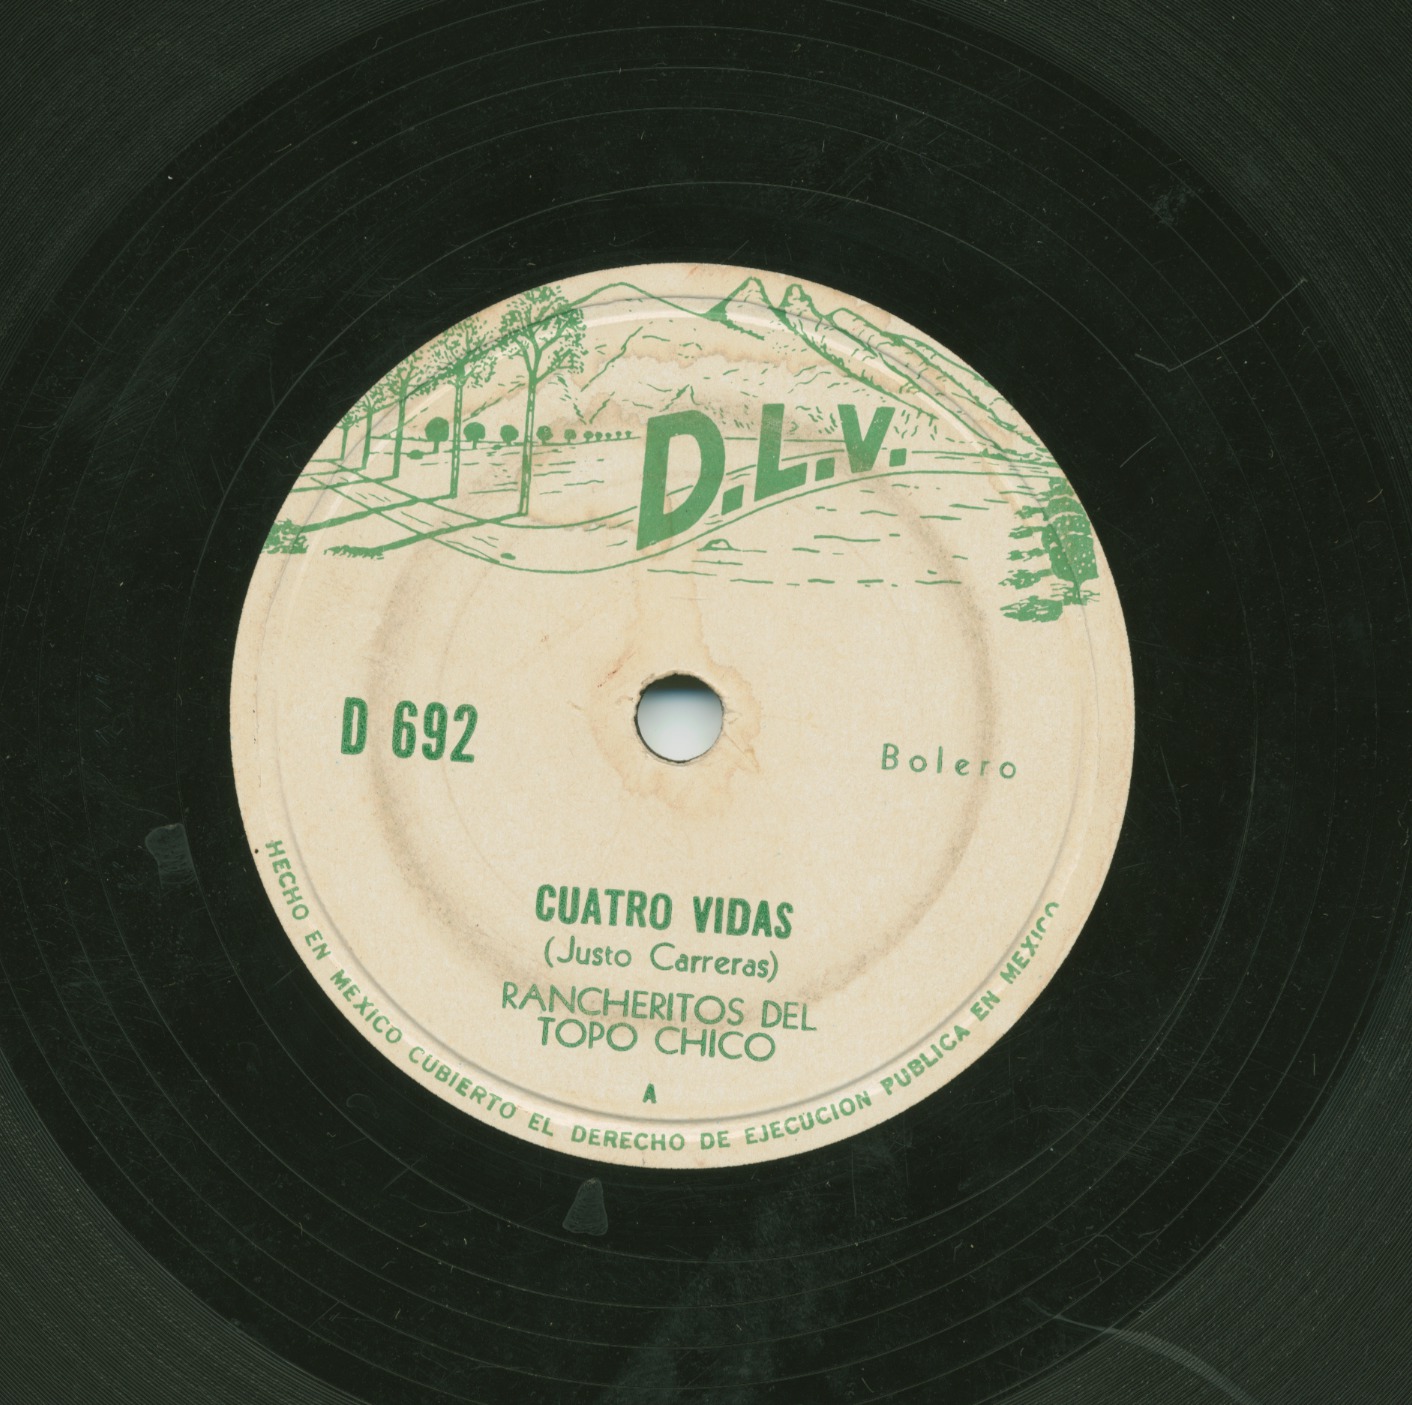 D.L.V.
D 692
Bolero
CUATRO VIDAS
(Justo Carreras)
RANCHERITOS DEL
TOPO CHICO
A
HECHO EN MEXICO CUBIERTO EL DERECHO DE EJECUCION PUBLICA EN MEXICO